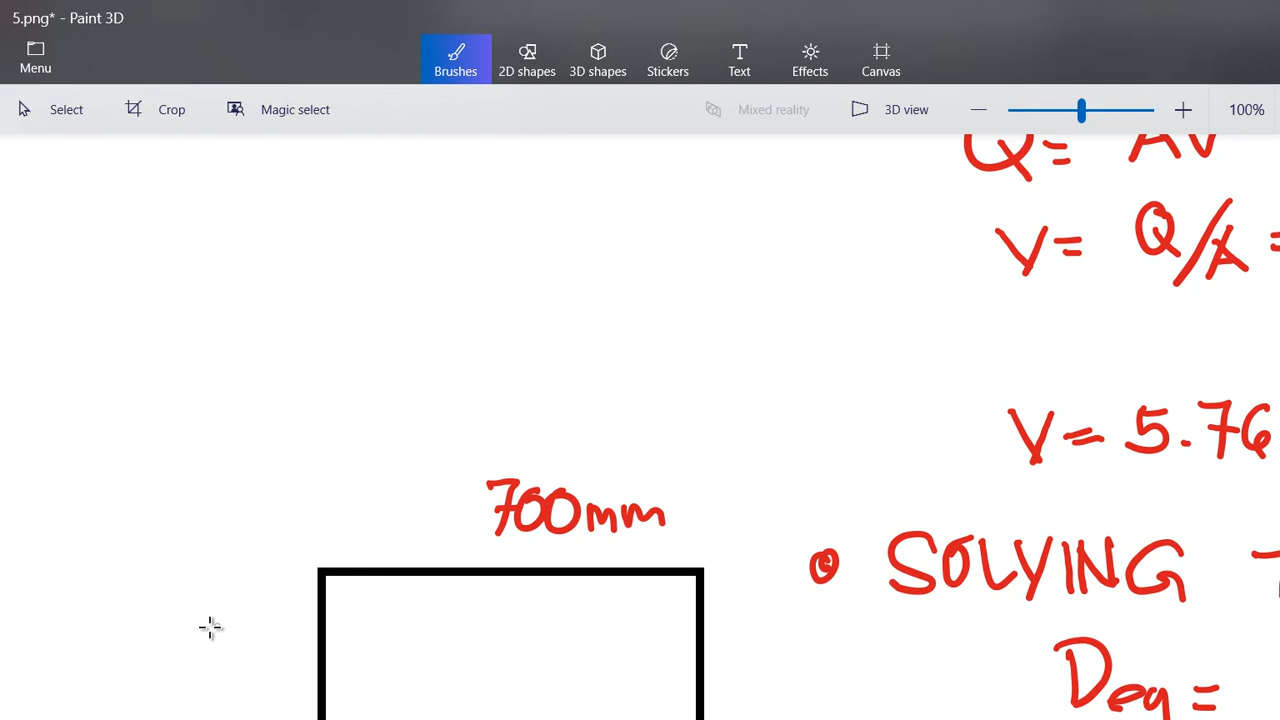 5.png* - Paint 3D
Menu
Brushes
2D shapes
3D shapes
Stickers
Text
Effects
Canvas
Select
Crop
Magic select
Mixed reality
3D view
100%
Q= AV
V= Q/A =
V= 5.76
700mm
SOLVING
Deq =